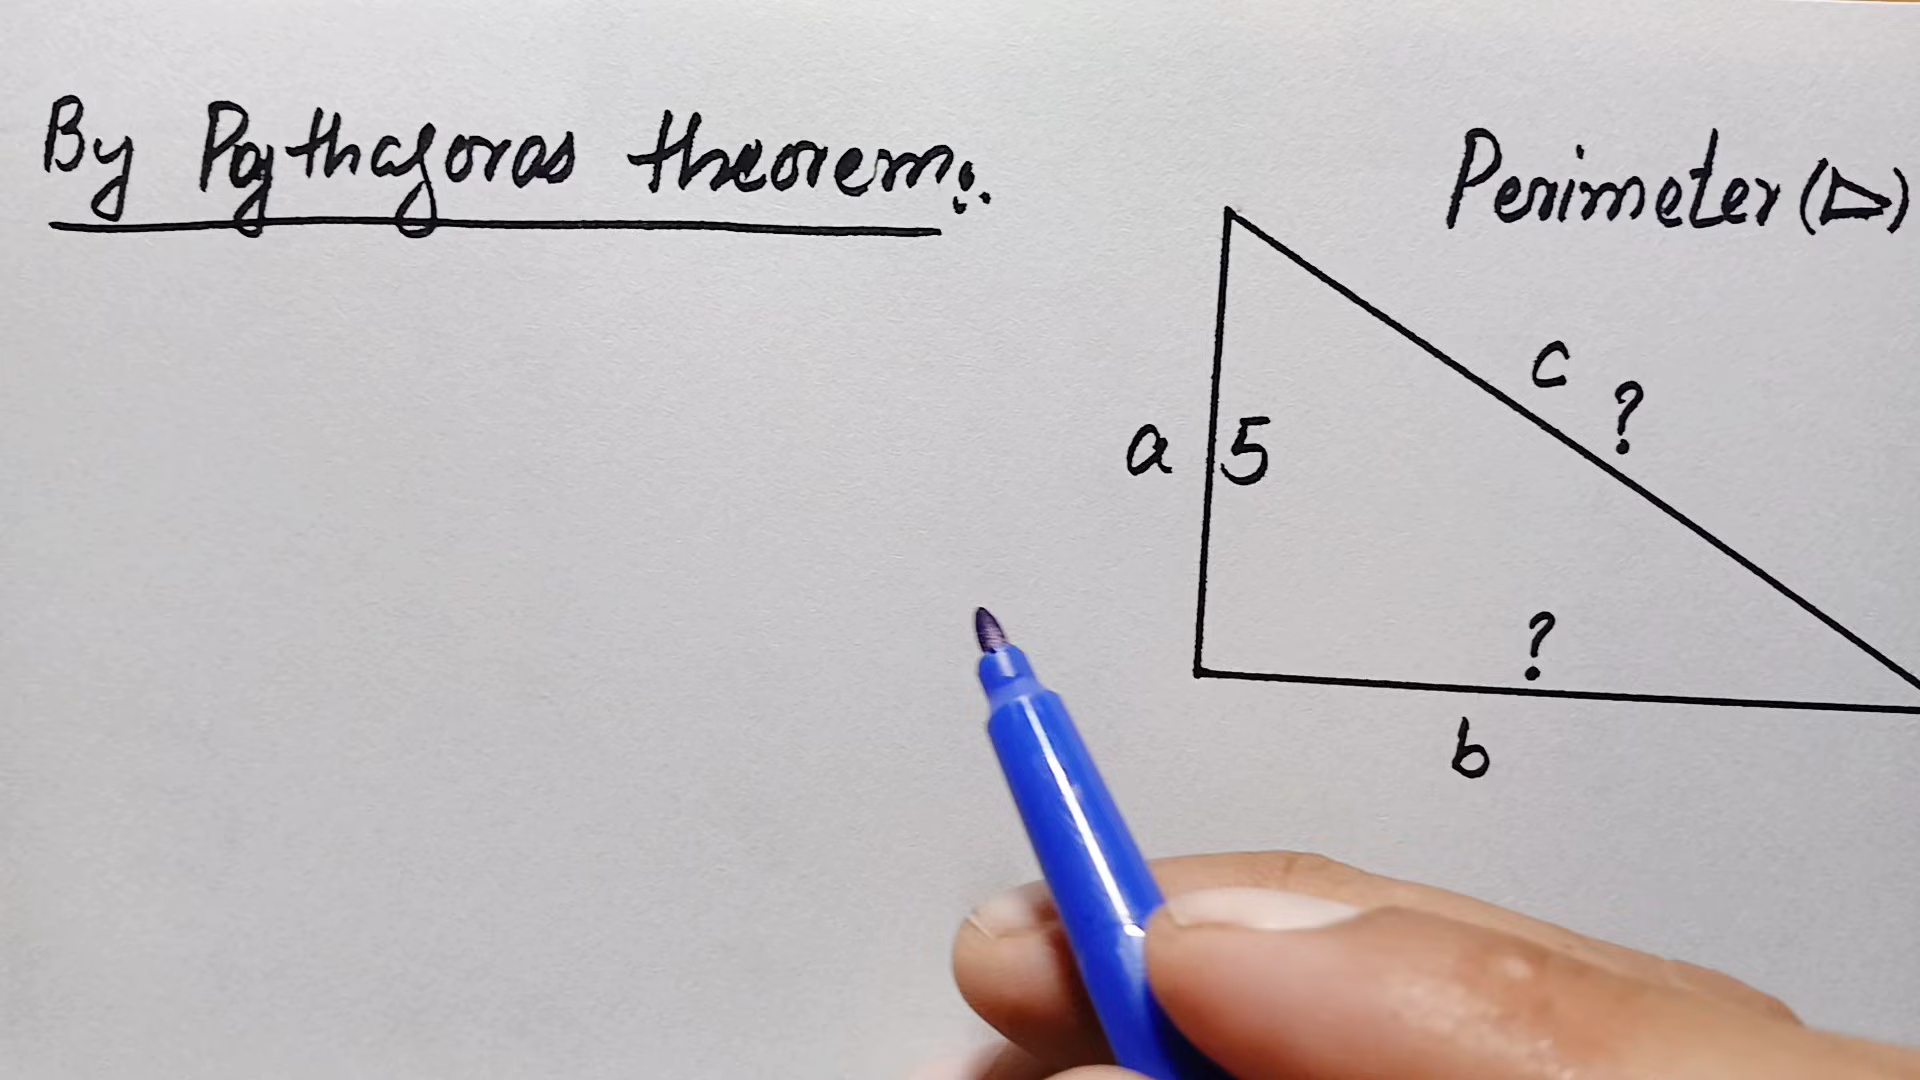 By Pythagoras theorem:.
Perimeter (▷)
c ?
a 5
?
b